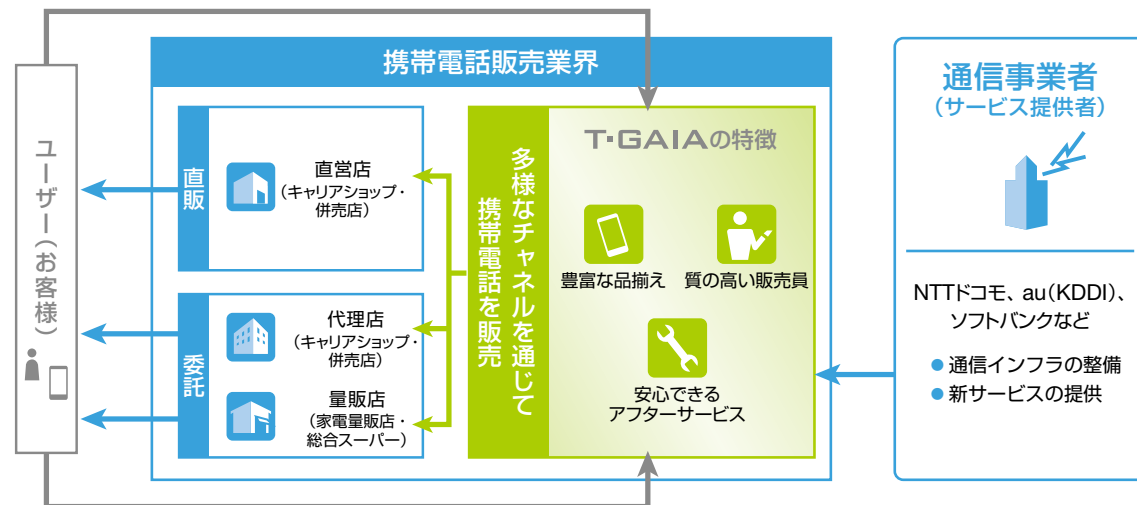 携帯電話販売業界
ユーザー(お客様)
直販
直営店
(キャリアショップ・
併売店)
委託
代理店
(キャリアショップ・
併売店)
量販店
(家電量販店・
総合スーパー)
多様なチャネルを通じて
携帯電話を販売
T・GAIAの特徴
豊富な品揃え
質の高い販売員
安心できる
アフターサービス
通信事業者
(サービス提供者)
NTTドコモ、au(KDDI)、
ソフトバンクなど
● 通信インフラの整備
● 新サービスの提供